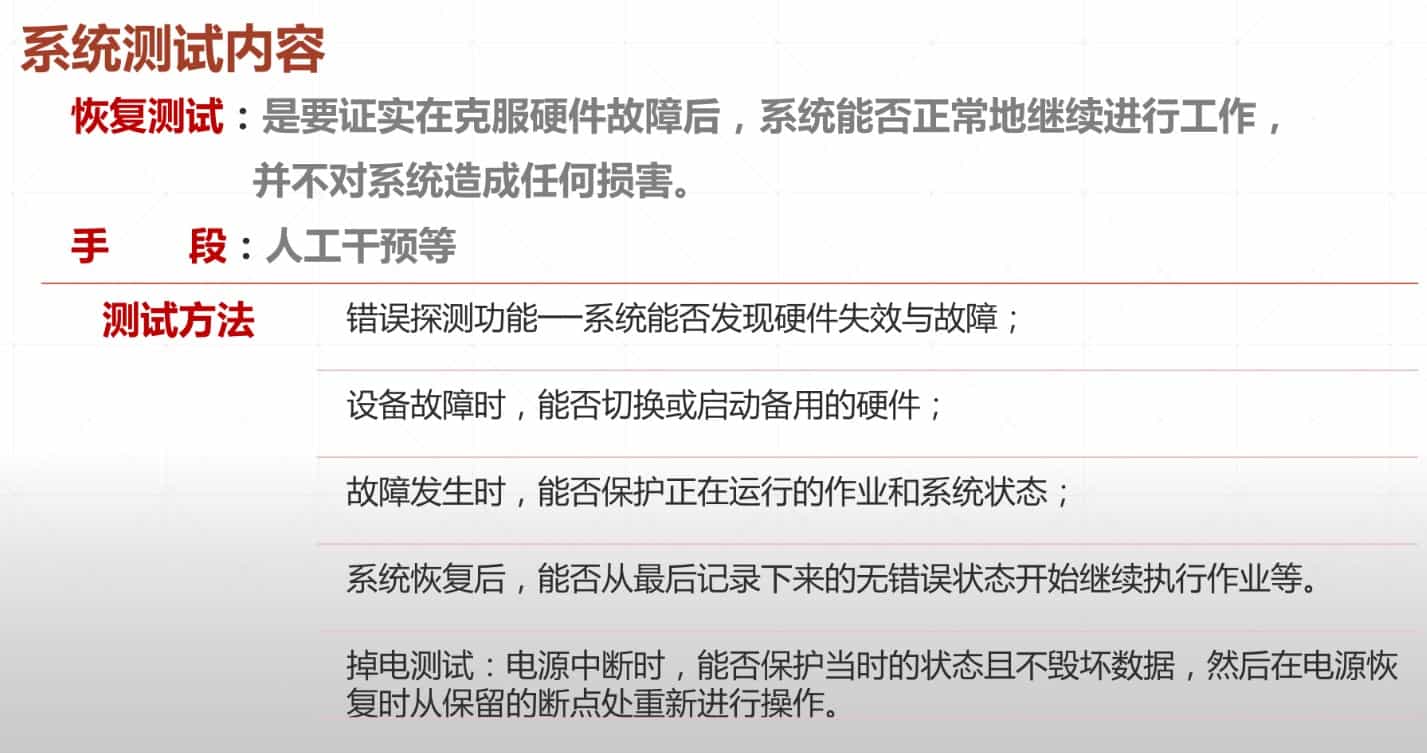 系统测试内容
恢复测试：是要证实在克服硬件故障后，系统能否正常地继续进行工作，
并不对系统造成任何损害。
手 段：人工干预等
测试方法
错误探测功能──系统能否发现硬件失效与故障；
设备故障时，能否切换或启动备用的硬件；
故障发生时，能否保护正在运行的作业和系统状态；
系统恢复后，能否从最后记录下来的无错误状态开始继续执行作业等。
掉电测试：电源中断时，能否保护当时的状态且不毁坏数据，然后在电源恢
复时从保留的断点处重新进行操作。